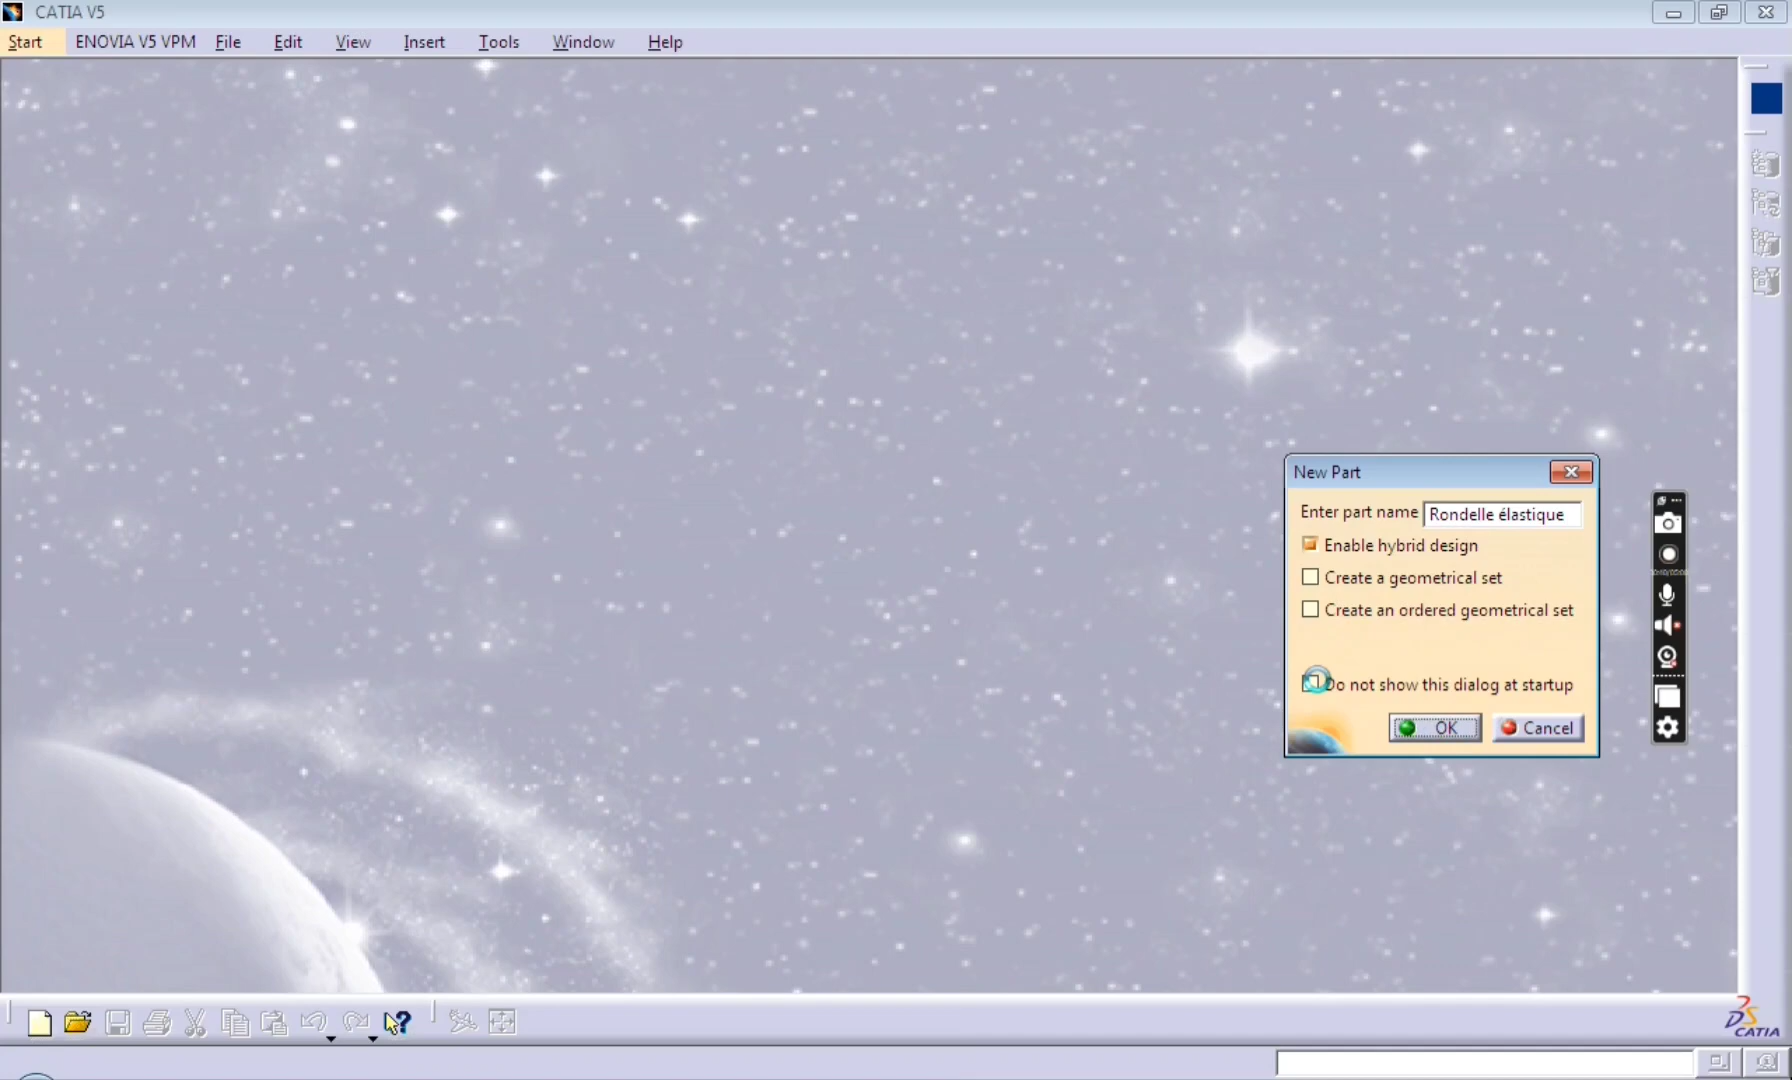 CATIA V5
Start ENOVIA V5 VPM File Edit View Insert Tools Window Help
New Part
Enter part name Rondelle élastique
Enable hybrid design
Create a geometrical set
Create an ordered geometrical set
Do not show this dialog at startup
OK Cancel
CATIA